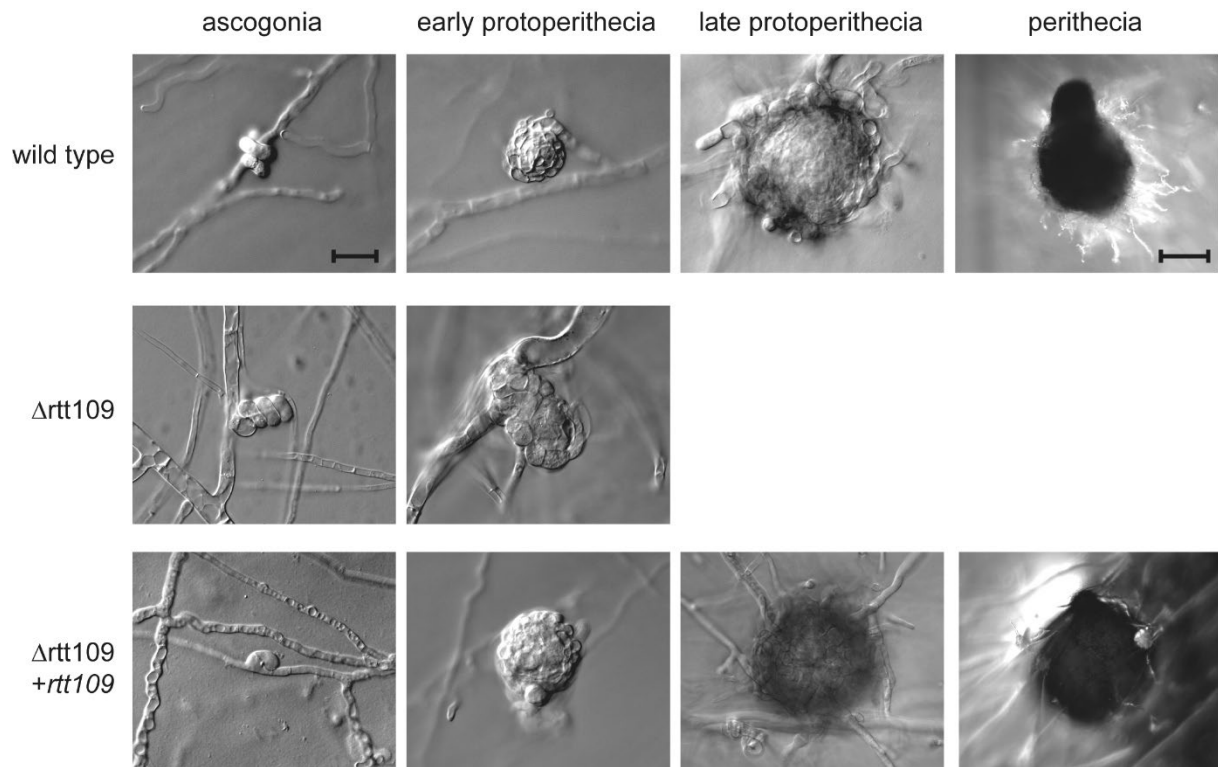 ascogonia
early protoperithecia
late protoperithecia
perithecia
wild type
Δrtt109
Δrtt109
+rtt109